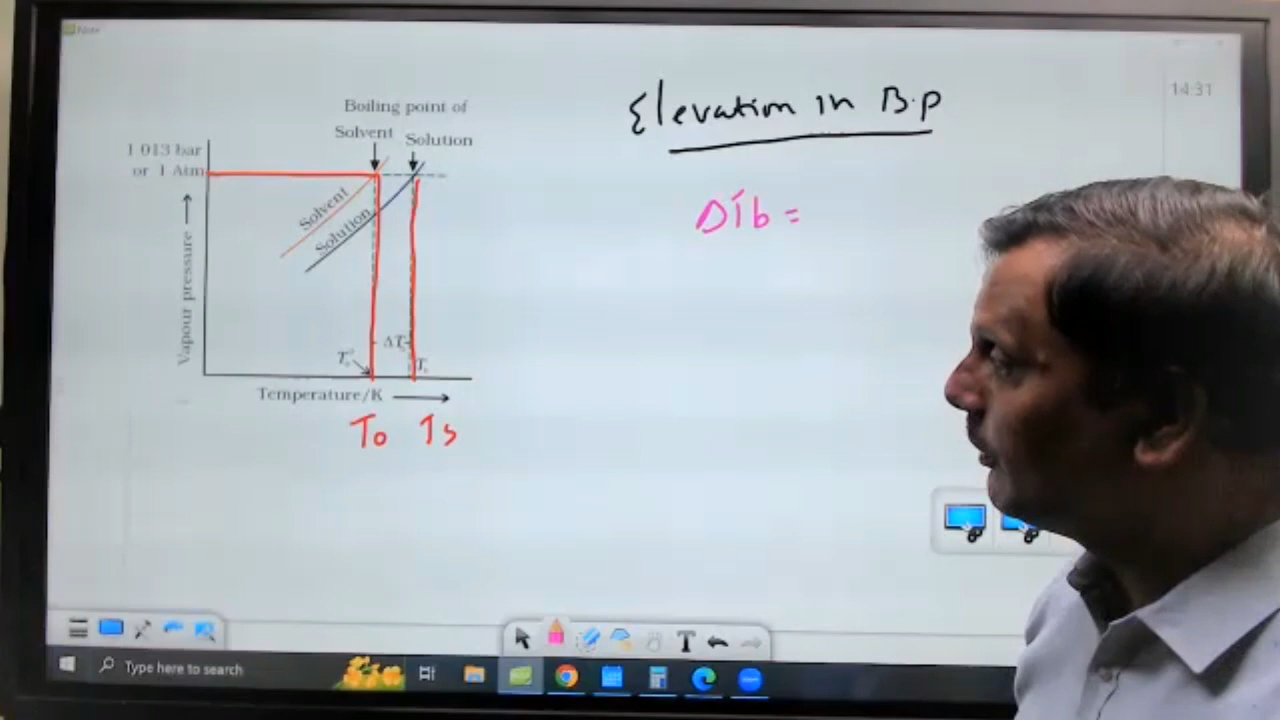 Note
14:31
Elevation in B.p
Boiling point of
Solvent Solution
1 013 bar
or 1 Atm
Solvent
Solution
Vapour pressure
ΔTb =
ΔT
Temperature/K
To Ts
Type here to search